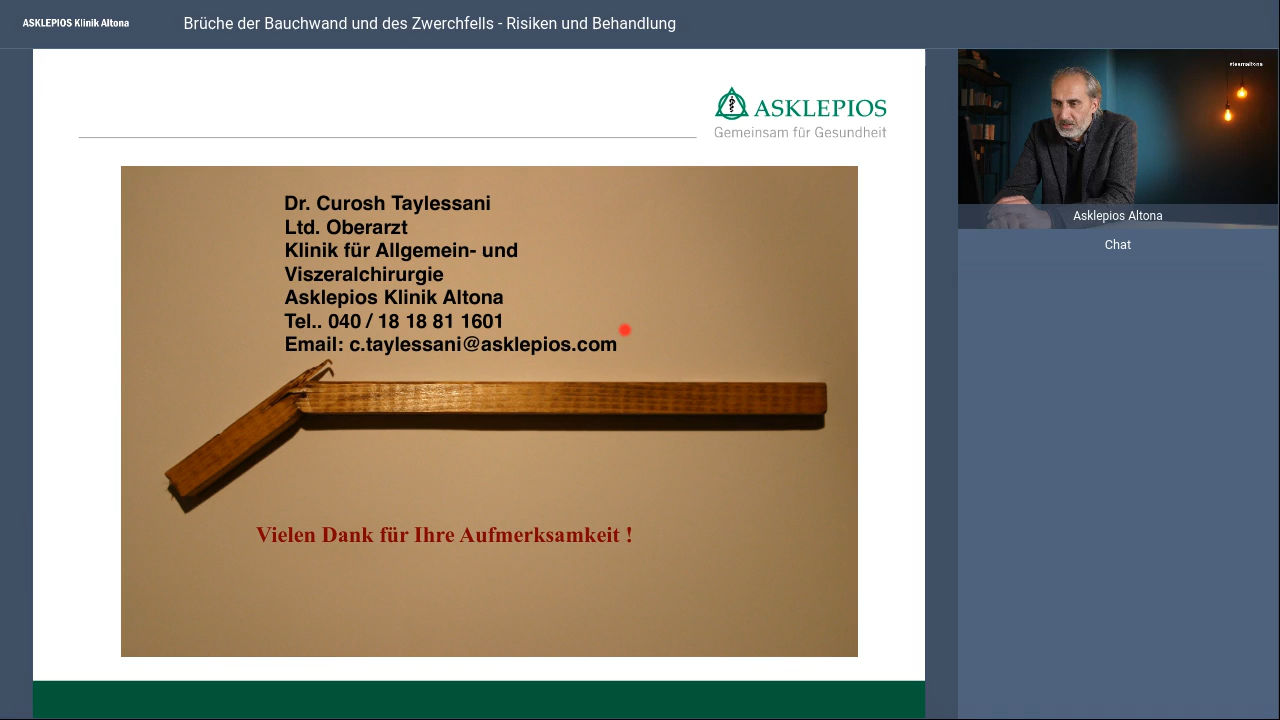 ASKLEPIOS Klinik Altona
Brüche der Bauchwand und des Zwerchfells - Risiken und Behandlung
ASKLEPIOS
Gemeinsam für Gesundheit
Dr. Curosh Taylessani
Ltd. Oberarzt
Klinik für Allgemein- und
Viszeralchirurgie
Asklepios Klinik Altona
Tel.. 040 / 18 18 81 1601
Email: c.taylessani@asklepios.com
Vielen Dank für Ihre Aufmerksamkeit !
#teamaltona
Asklepios Altona
Chat